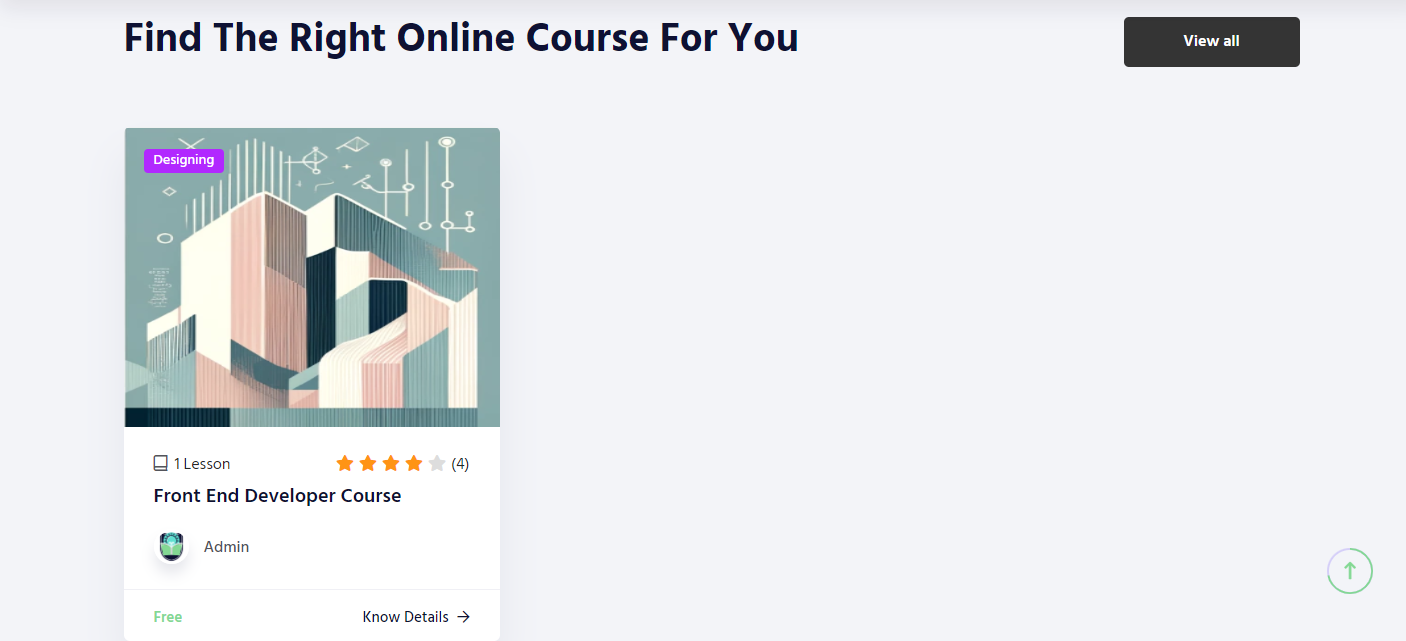 Find The Right Online Course For You
View all
Designing
1 Lesson
(4)
Front End Developer Course
Admin
Free
Know Details